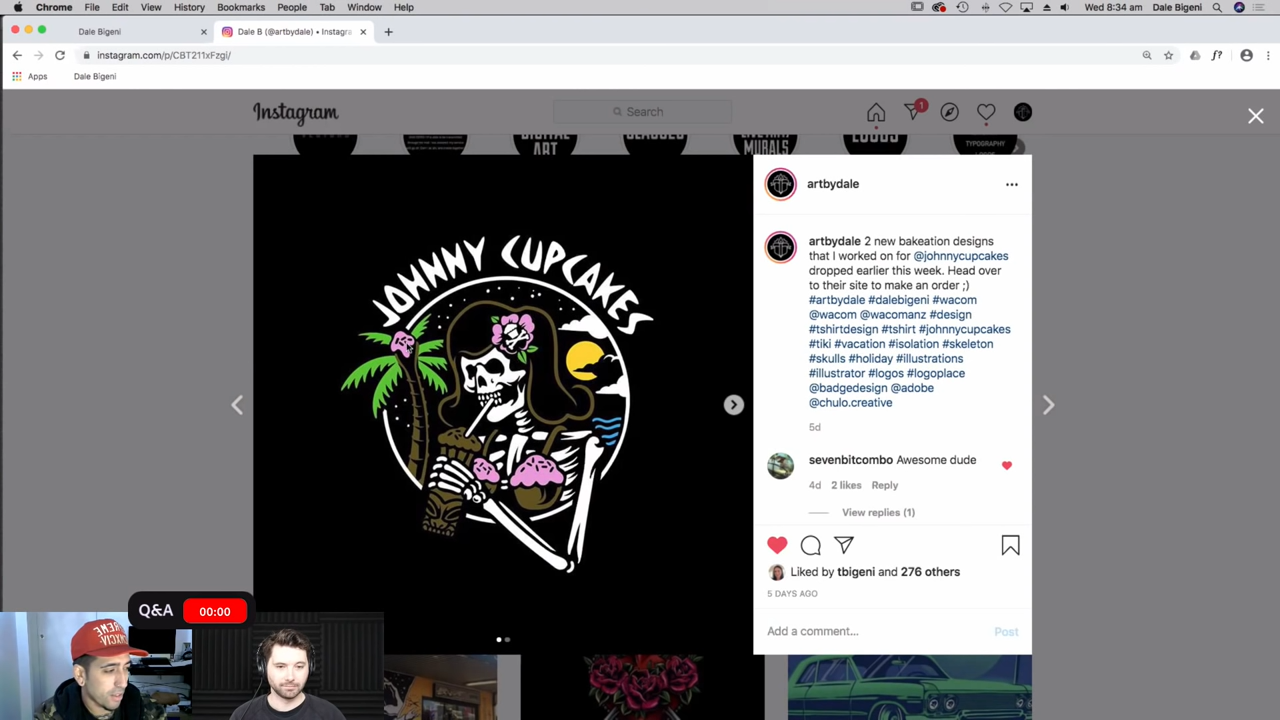 Chrome File Edit View History Bookmarks People Tab Window Help Wed 8:34 am Dale Bigeni
Dale Bigeni Dale B (@artbydale) • Instagra
instagram.com/p/CBT211xFzgi/
Apps Dale Bigeni
Instagram Search 1
DIGITAL ART
MURALS
LOGOS
TYPOGRAPHY
artbydale
JOHNNY CUPCAKES
artbydale 2 new bakeation designs
that I worked on for @johnnycupcakes
dropped earlier this week. Head over
to their site to make an order ;)
#artbydale #dalebigeni #wacom
@wacom @wacomanz #design
#tshirtdesign #tshirt #johnnycupcakes
#tiki #vacation #isolation #skeleton
#skulls #holiday #illustrations
#illustrator #logos #logoplace
@badgedesign @adobe
@chulo.creative
5d
sevenbitcombo Awesome dude
4d 2 likes Reply
View replies (1)
Liked by tbigeni and 276 others
5 DAYS AGO
Add a comment... Post
Q&A 00:00